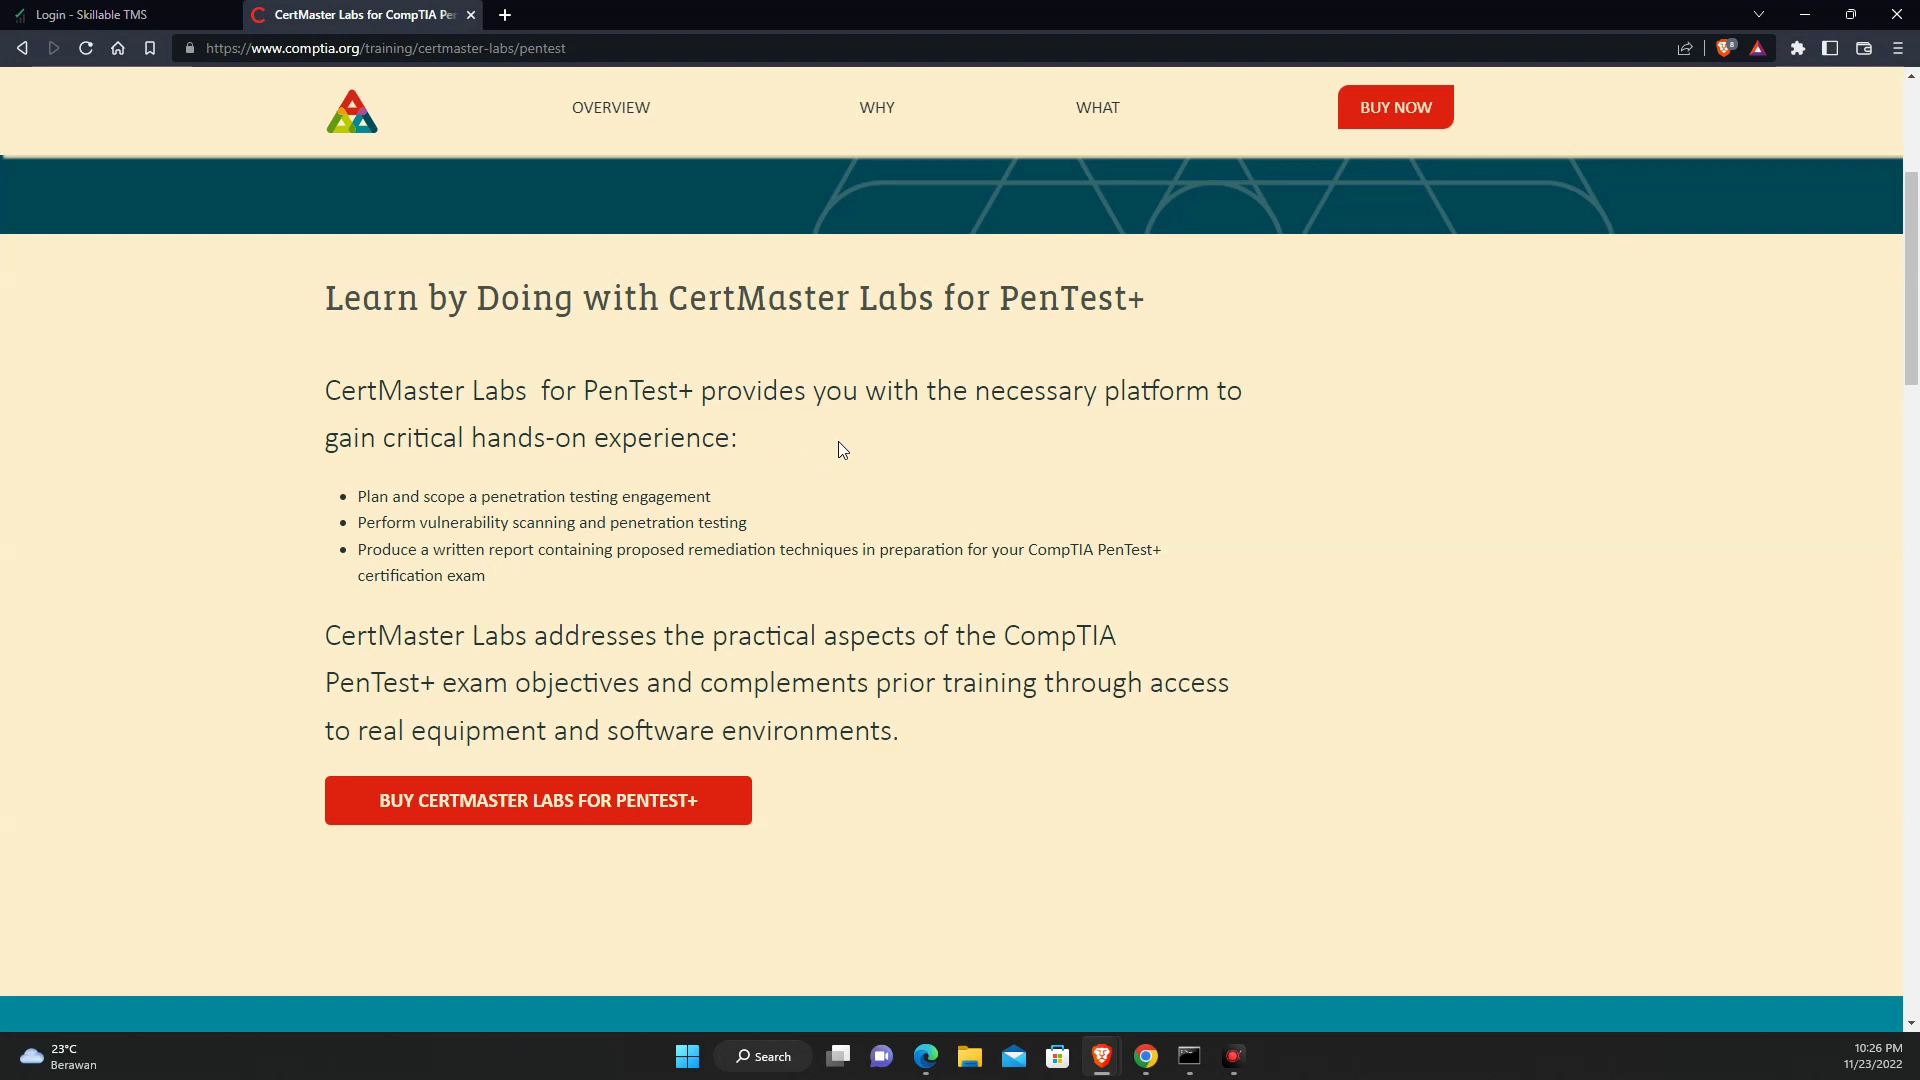 Login - Skillable TMS
CertMaster Labs for CompTIA Per
https://www.comptia.org/training/certmaster-labs/pentest
8
OVERVIEW
WHY
WHAT
BUY NOW
Learn by Doing with CertMaster Labs for PenTest+
CertMaster Labs for PenTest+ provides you with the necessary platform to
gain critical hands-on experience:
• Plan and scope a penetration testing engagement
• Perform vulnerability scanning and penetration testing
• Produce a written report containing proposed remediation techniques in preparation for your CompTIA PenTest+
certification exam
CertMaster Labs addresses the practical aspects of the CompTIA
PenTest+ exam objectives and complements prior training through access
to real equipment and software environments.
BUY CERTMASTER LABS FOR PENTEST+
23°C
Berawan
Search
10:26 PM
11/23/2022